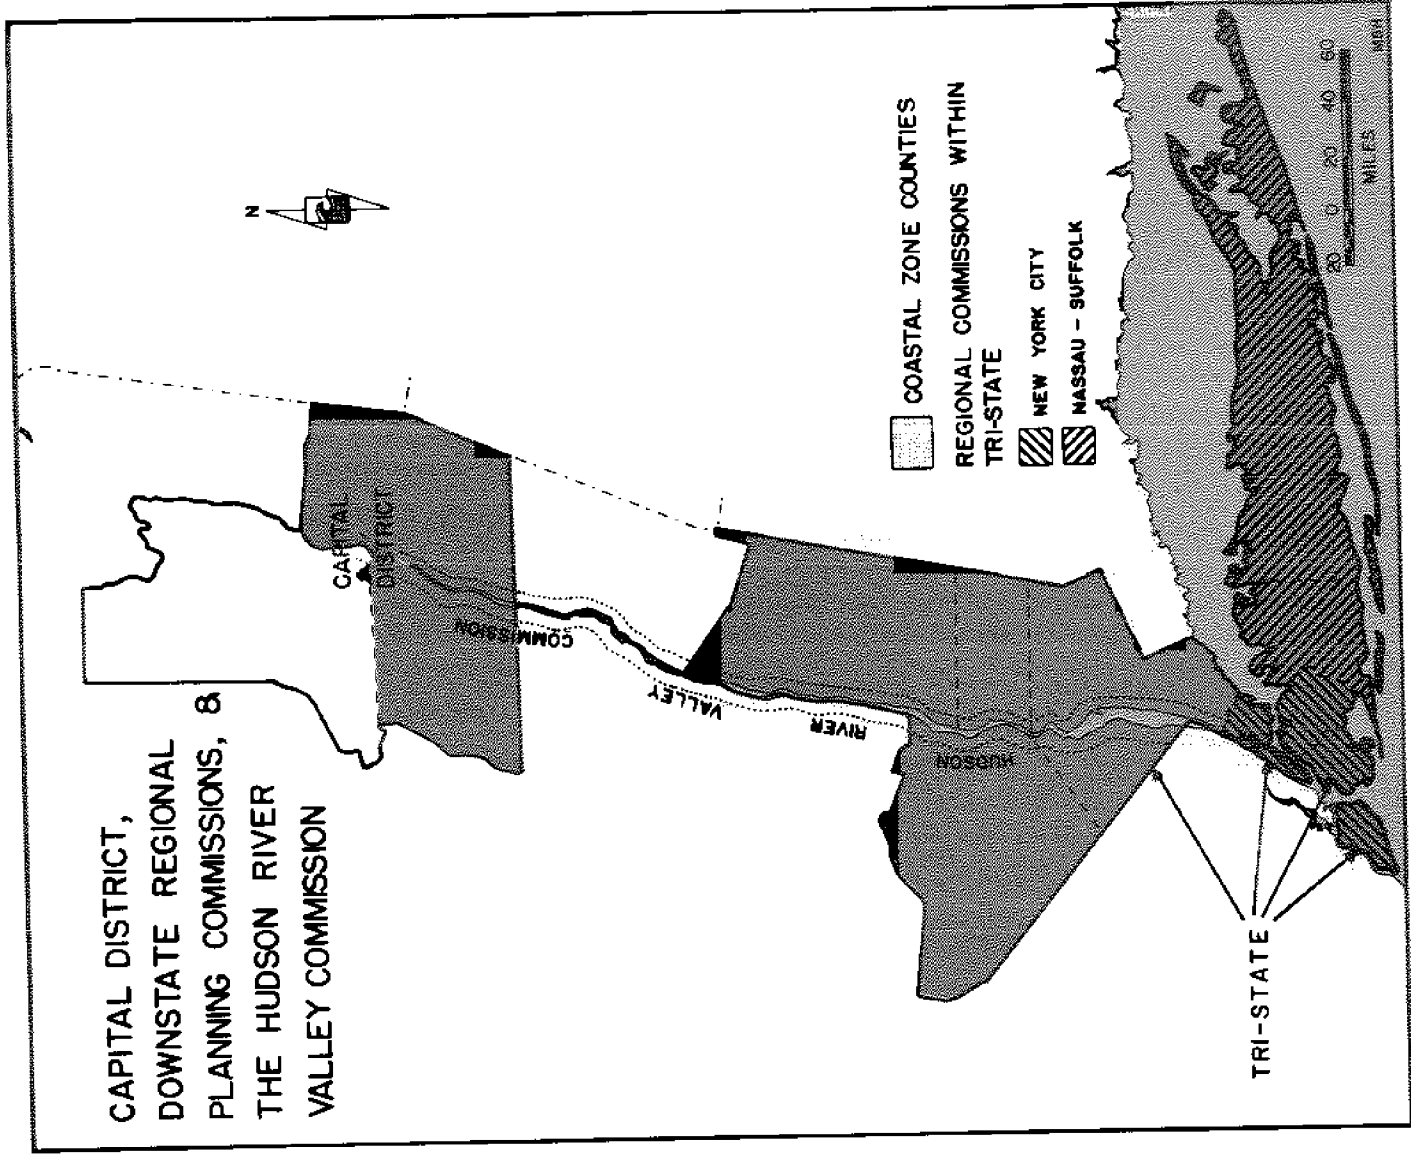 CAPITAL DISTRICT,
DOWNSTATE REGIONAL
PLANNING COMMISSIONS, &
THE HUDSON RIVER
VALLEY COMMISSION
N
CAPITAL
DISTRICT
COMMISSION
VALLEY
RIVER
HUDSON
COASTAL ZONE COUNTIES
REGIONAL COMMISSIONS WITHIN
TRI-STATE
NEW YORK CITY
NASSAU - SUFFOLK
TRI-STATE
20 0 20 40 60
MILES
MBH